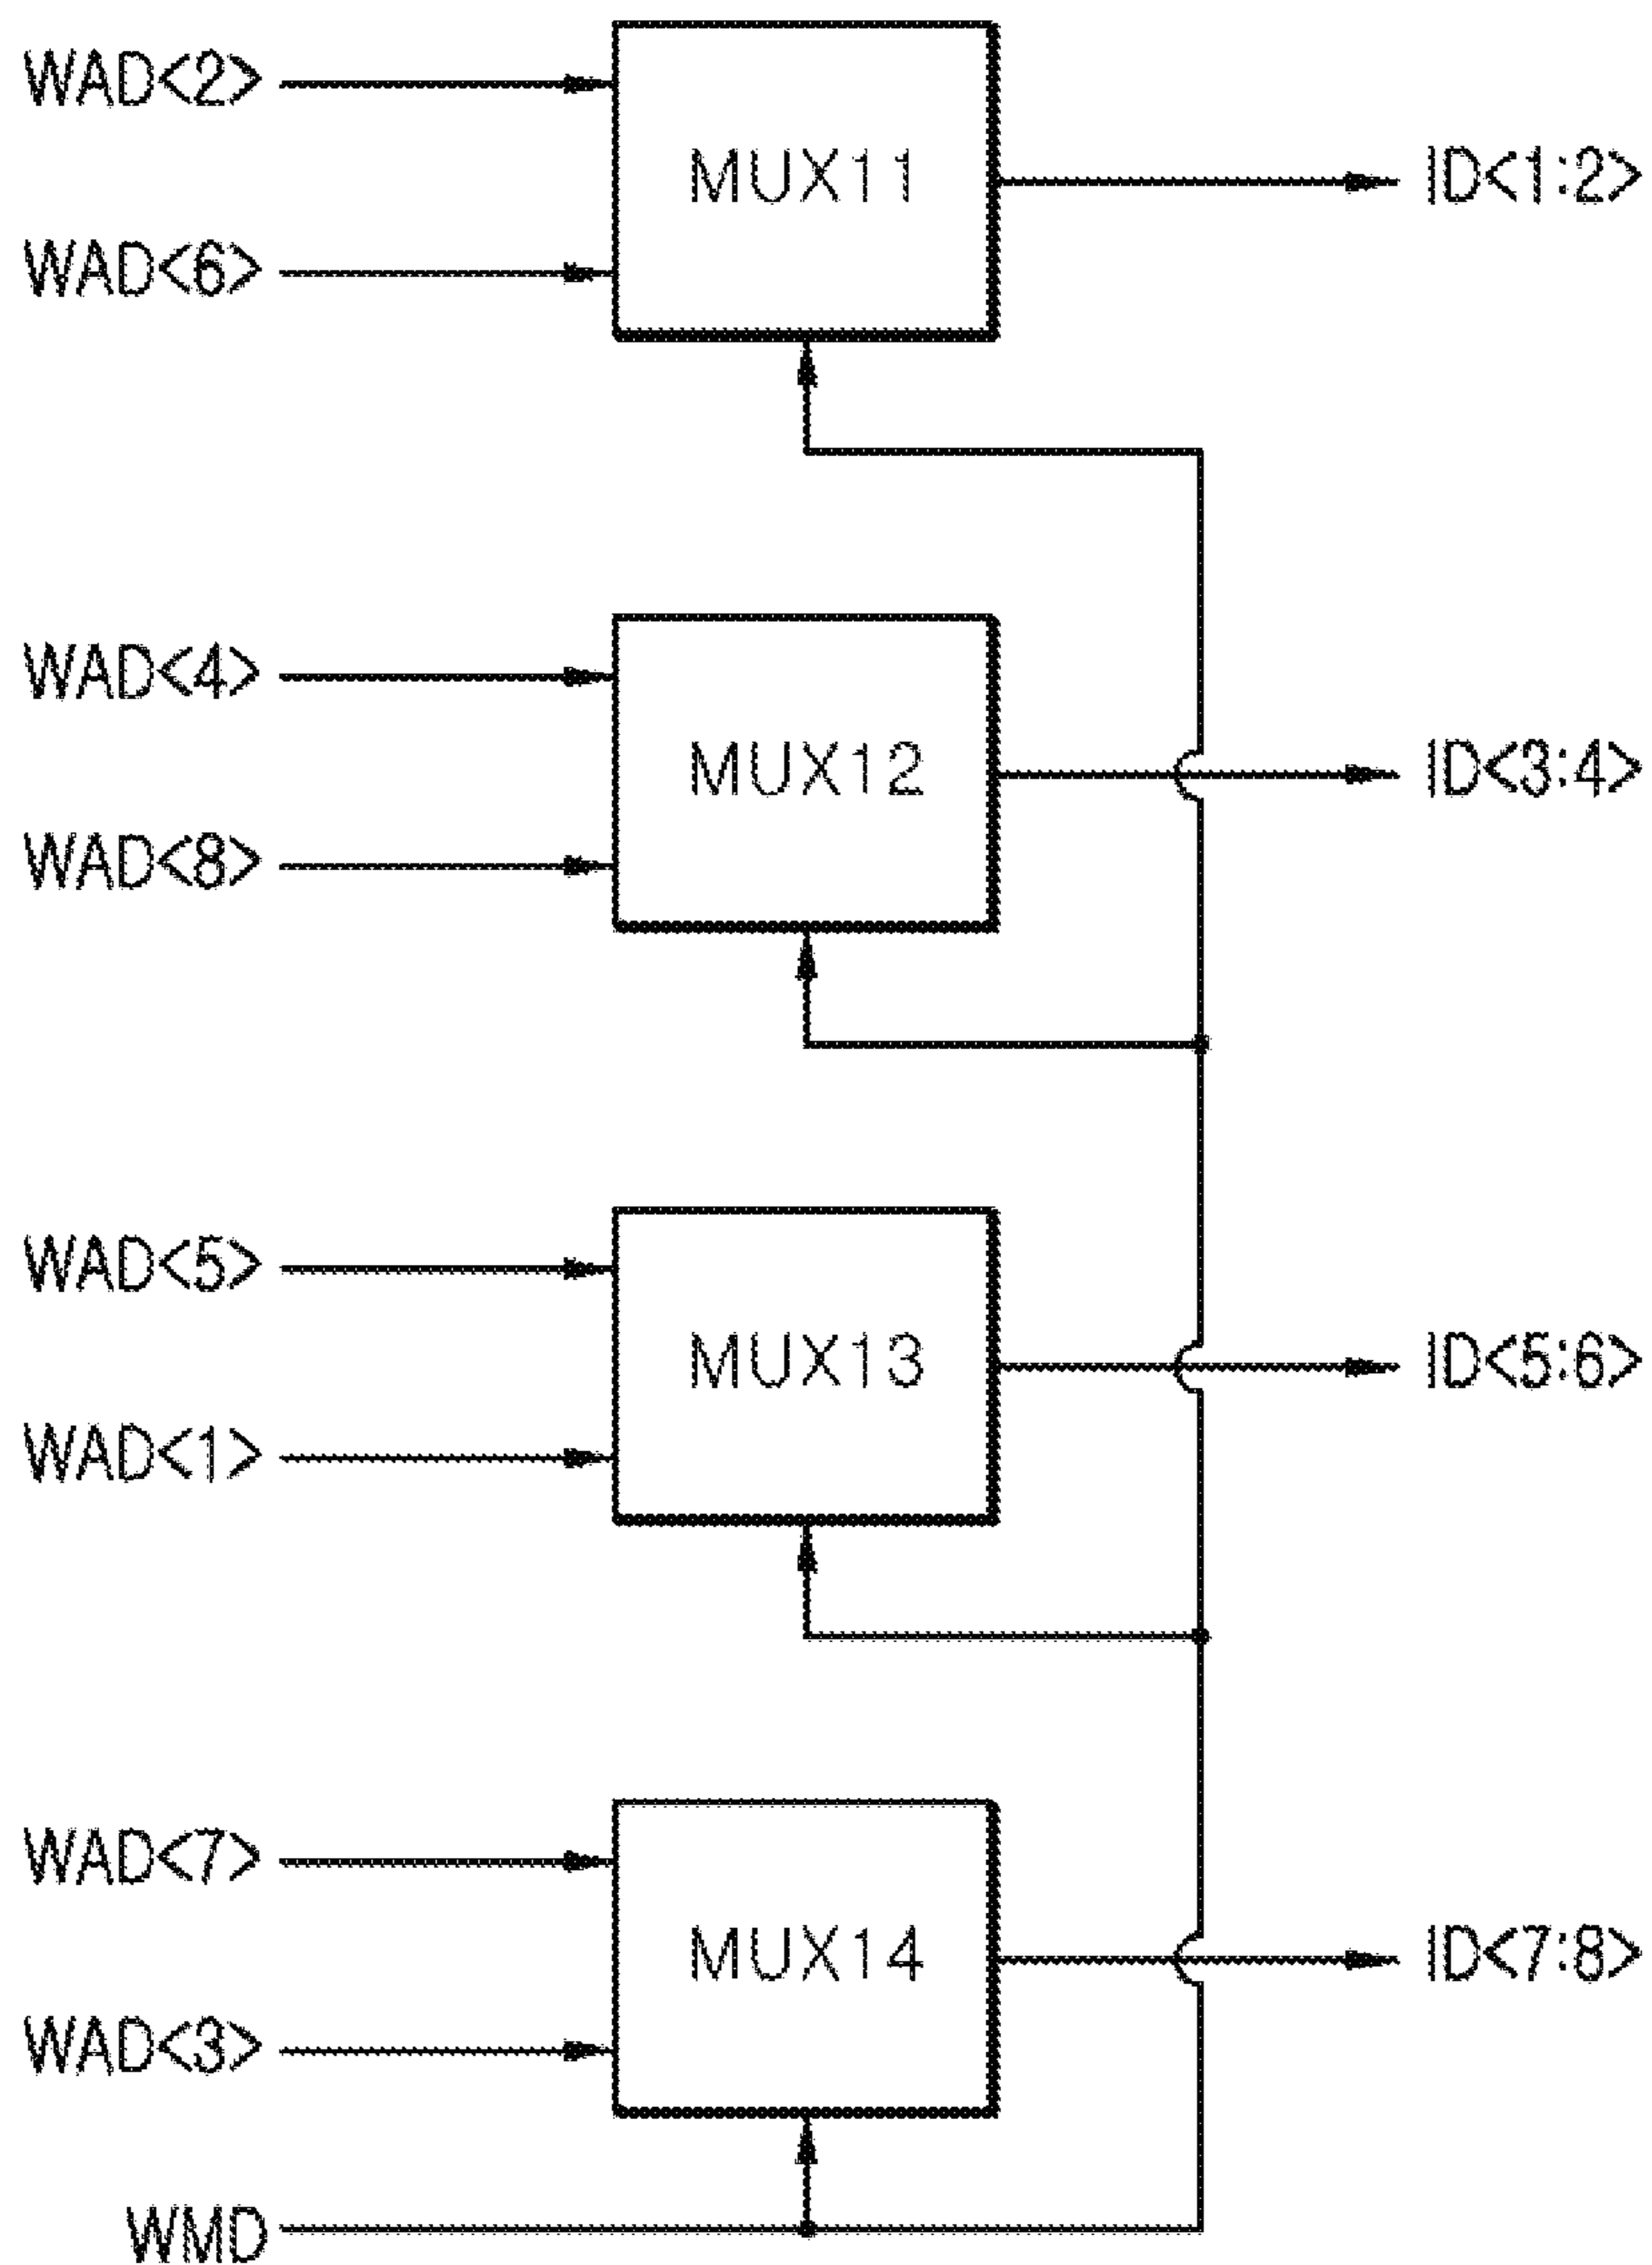 WAD<2>
MUX11
ID<1:2>
WAD<6>
WAD<4>
MUX12
ID<3:4>
WAD<8>
WAD<5>
MUX13
ID<5:6>
WAD<1>
WAD<7>
MUX14
ID<7:8>
WAD<3>
WMD